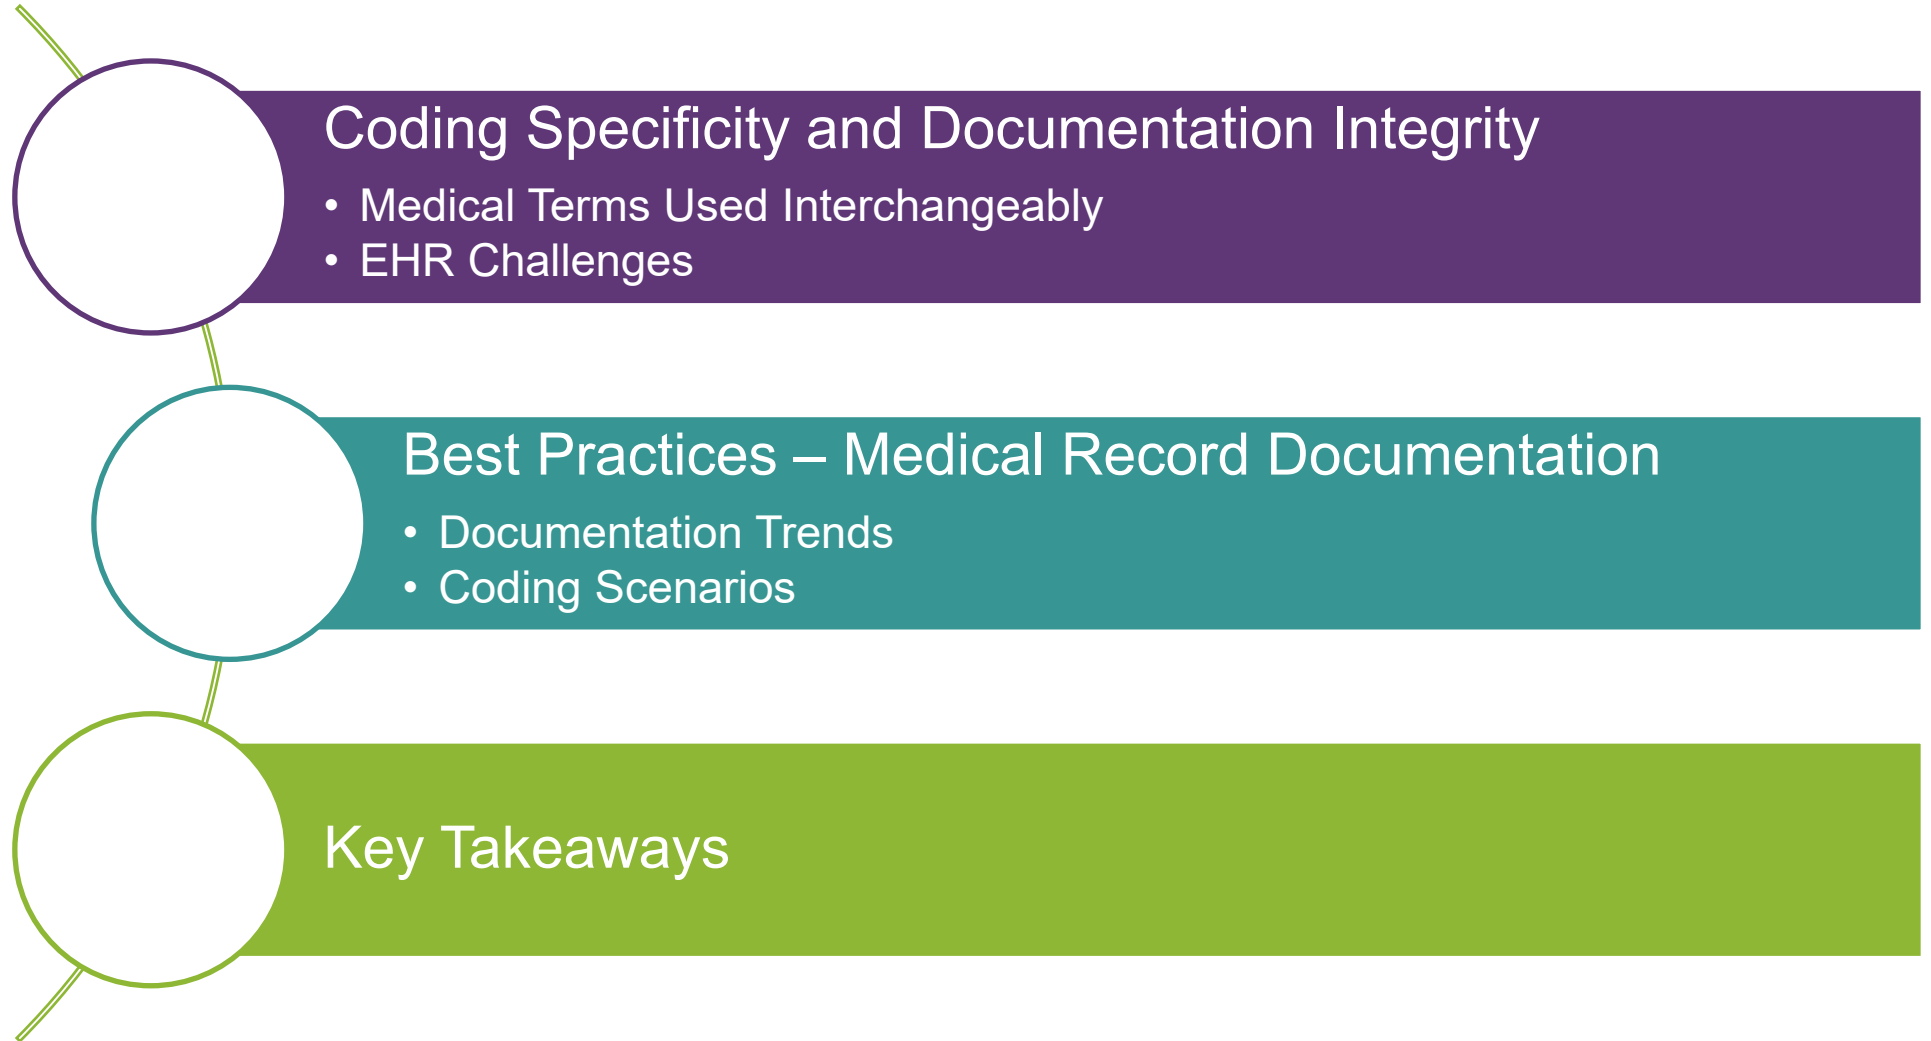 Coding Specificity and Documentation Integrity
• Medical Terms Used Interchangeably
• EHR Challenges
Best Practices – Medical Record Documentation
• Documentation Trends
• Coding Scenarios
Key Takeaways